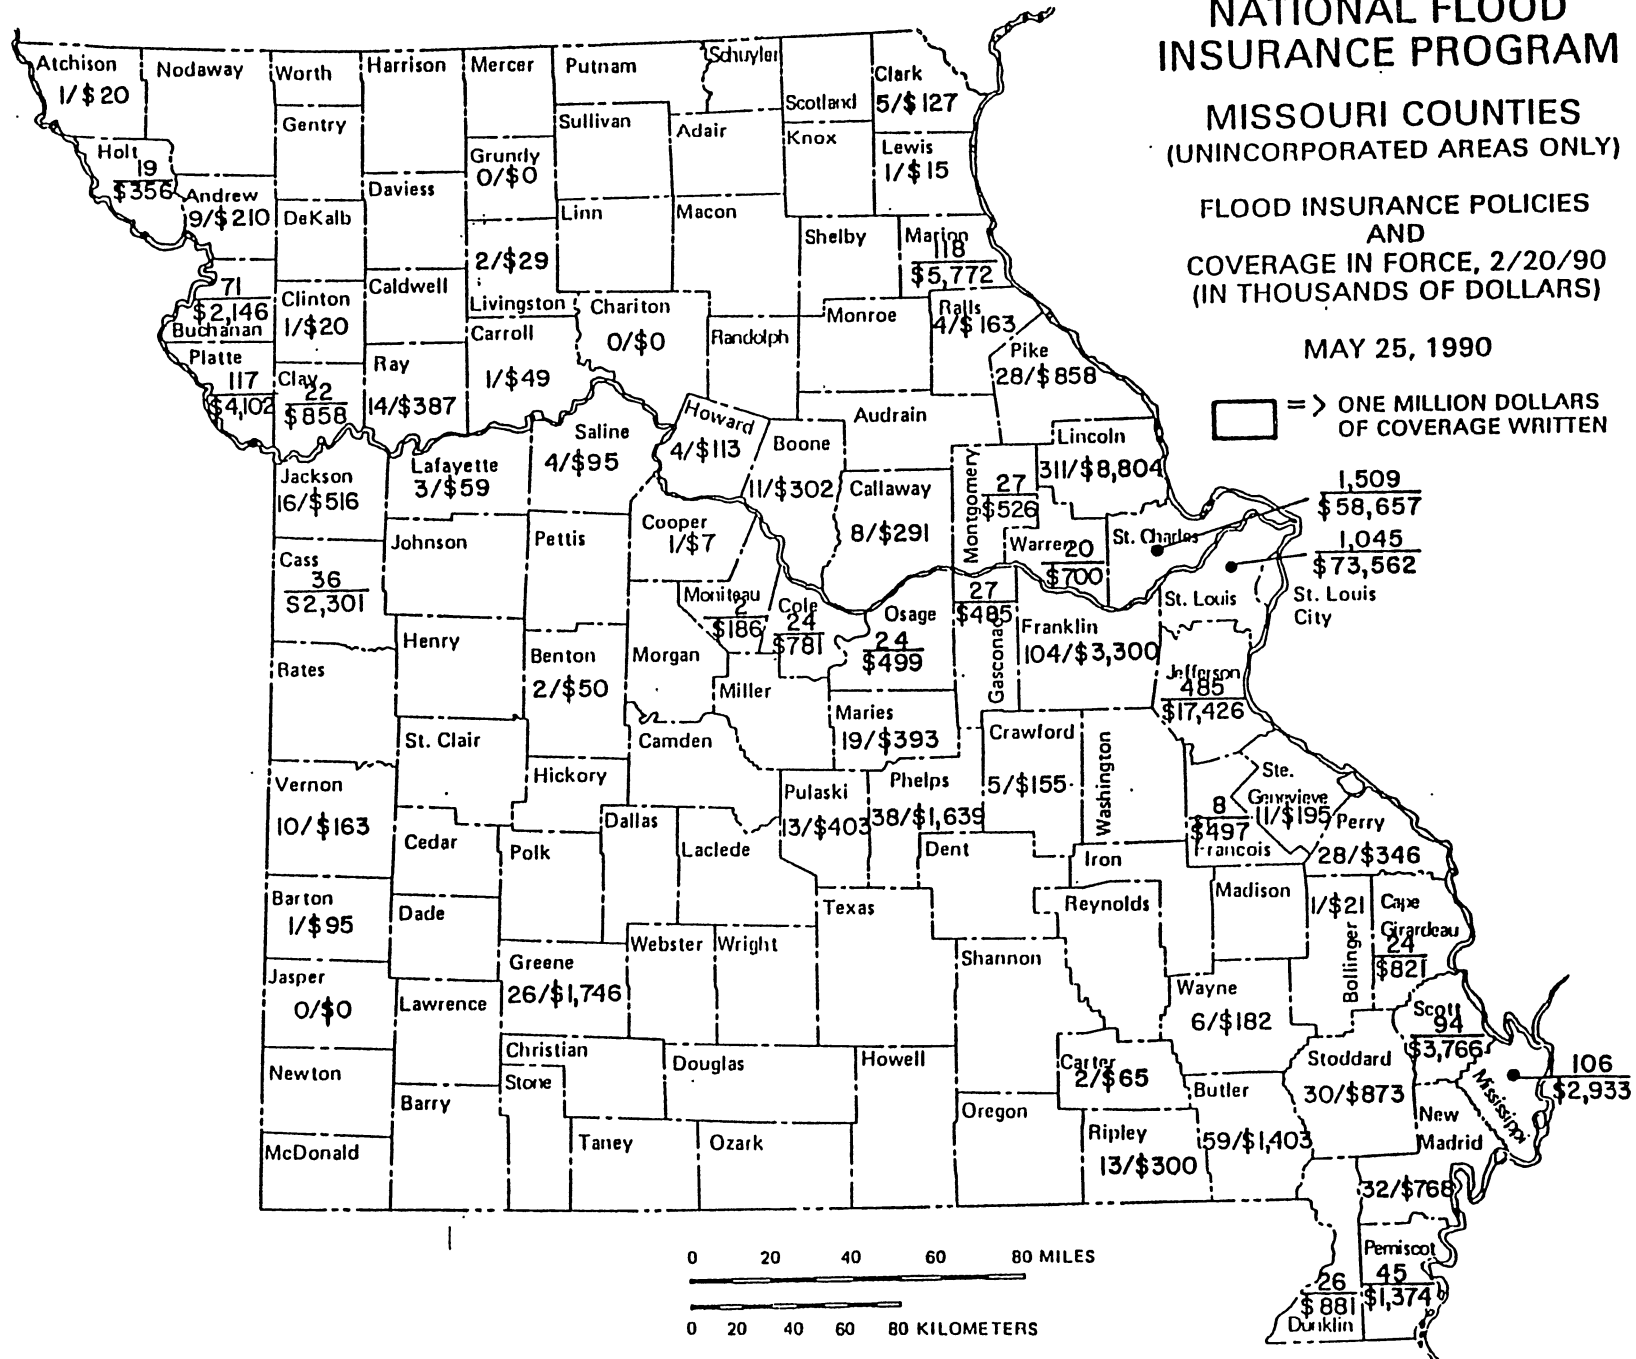 NATIONAL FLOOD
INSURANCE PROGRAM
MISSOURI COUNTIES
(UNINCORPORATED AREAS ONLY)
FLOOD INSURANCE POLICIES
AND
COVERAGE IN FORCE, 2/20/90
(IN THOUSANDS OF DOLLARS)
MAY 25, 1990
=> ONE MILLION DOLLARS
OF COVERAGE WRITTEN
Atchison
1/$20
Nodaway
Worth
Harrison
Mercer
Putnam
Schuyler
Scotland
Clark
5/$127
Gentry
Sullivan
Adair
Knox
Lewis
1/$15
Holt
19
$356
Andrew
9/$210
DeKalb
Daviess
Grundy
0/$0
Linn
Macon
Shelby
Marion
118
$5,772
71
$2,146
Buchanan
Clinton
1/$20
Caldwell
2/$29
Livingston
Chariton
0/$0
Randolph
Monroe
Ralls
4/$163
Pike
28/$858
Platte
117
$4,102
Clay
22
$858
Ray
14/$387
Carroll
1/$49
Howard
4/$113
Boone
11/$302
Audrain
Saline
4/$95
Lafayette
3/$59
Jackson
16/$516
Callaway
8/$291
Montgomery
27
$526
Lincoln
311/$8,804
Warren
20
$700
St. Charles
1,509
$58,657
1,045
$73,562
St. Louis
St. Louis
City
Cass
36
$2,301
Johnson
Pettis
Cooper
1/$7
Moniteau
2
$186
Cole
24
$781
Osage
24
$499
27
$485
Gasconad
Franklin
104/$3,300
Jefferson
485
$17,426
Rates
Henry
Benton
2/$50
Morgan
Miller
Maries
19/$393
Crawford
5/$155
Washington
St. Clair
Camden
Hickory
Vernon
10/$163
Pulaski
13/$403
Phelps
38/$1,639
8
$497
Francois
Ste.
Genevieve
11/$195
Perry
28/$346
Cedar
Polk
Dallas
Laclede
Dent
Iron
Barton
1/$95
Dade
Texas
Reynolds
Madison
1/$21
Bollinger
Cape
Girardeau
24
$821
Jasper
0/$0
Lawrence
Greene
26/$1,746
Webster
Wright
Shannon
Wayne
6/$182
Scott
94
$3,766
Newton
Christian
Stone
Douglas
Howell
Carter
2/$65
Butler
59/$1,403
Stoddard
30/$873
Mississippi
106
$2,933
New
Madrid
32/$768
McDonald
Barry
Taney
Ozark
Oregon
Ripley
13/$300
Pemiscot
45
$1,374
26
$881
Dunklin
0 20 40 60 80 MILES
0 20 40 60 80 KILOMETERS